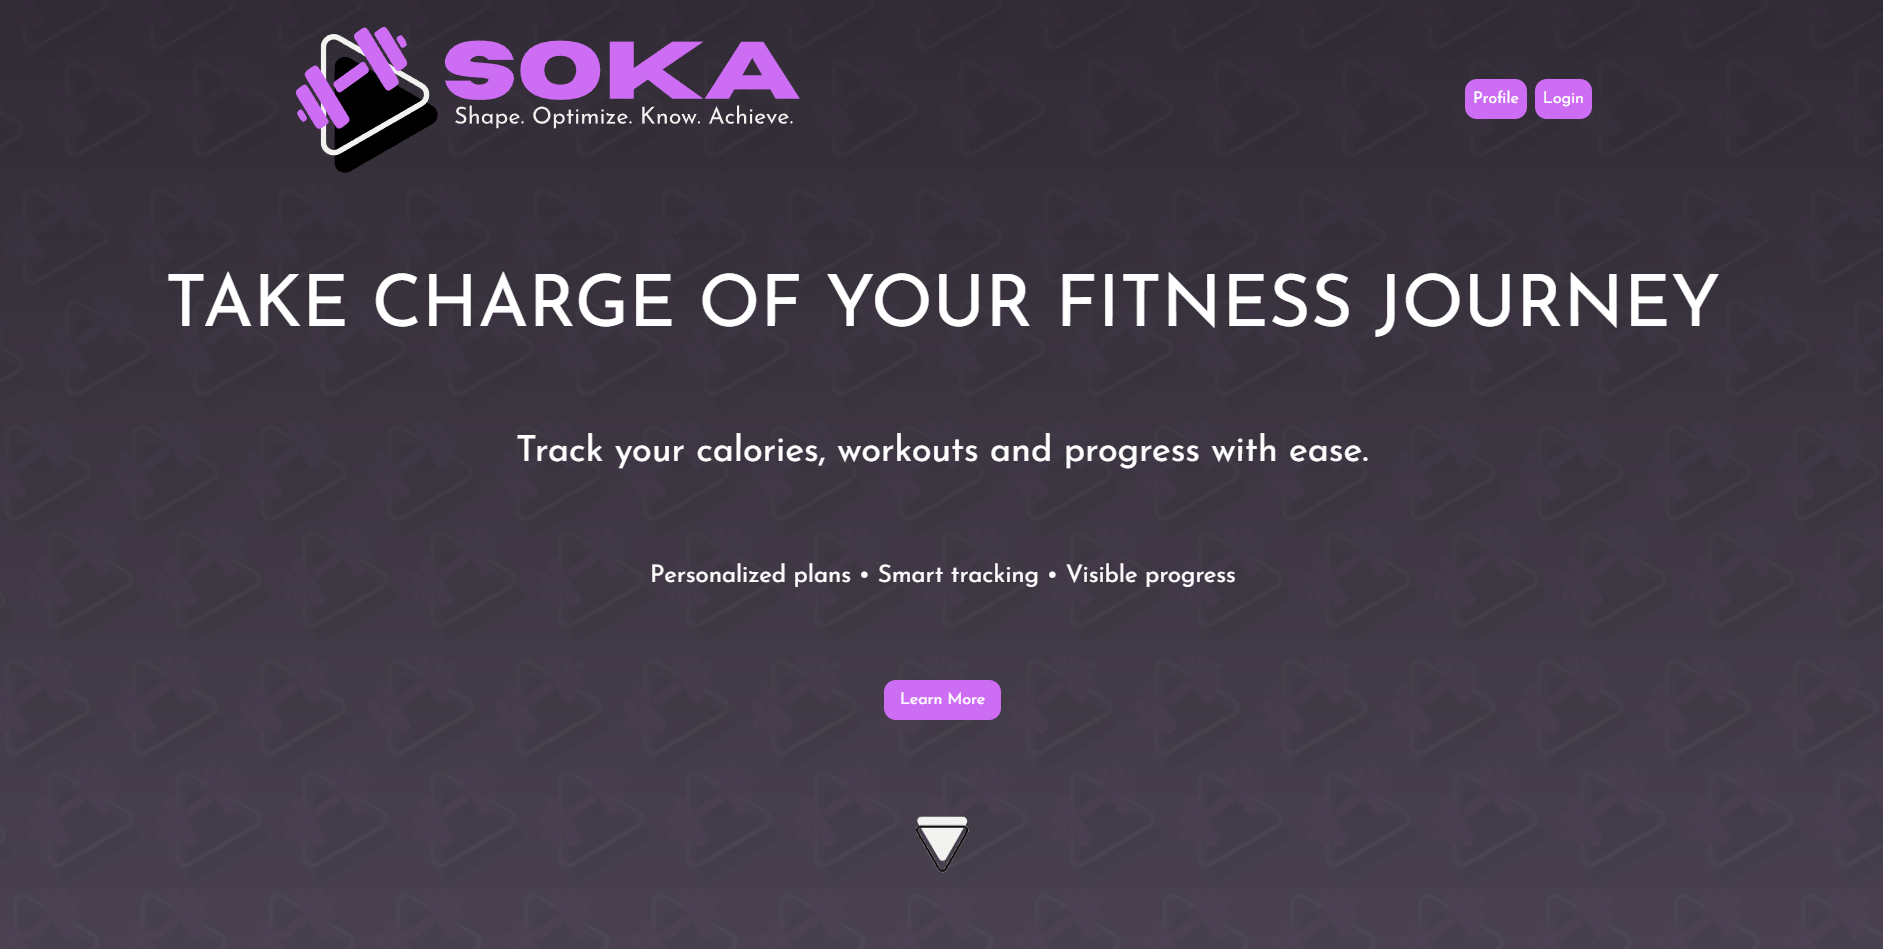 SOKA
Shape. Optimize. Know. Achieve.
Profile
Login
TAKE CHARGE OF YOUR FITNESS JOURNEY
Track your calories, workouts and progress with ease.
Personalized plans • Smart tracking • Visible progress
Learn More